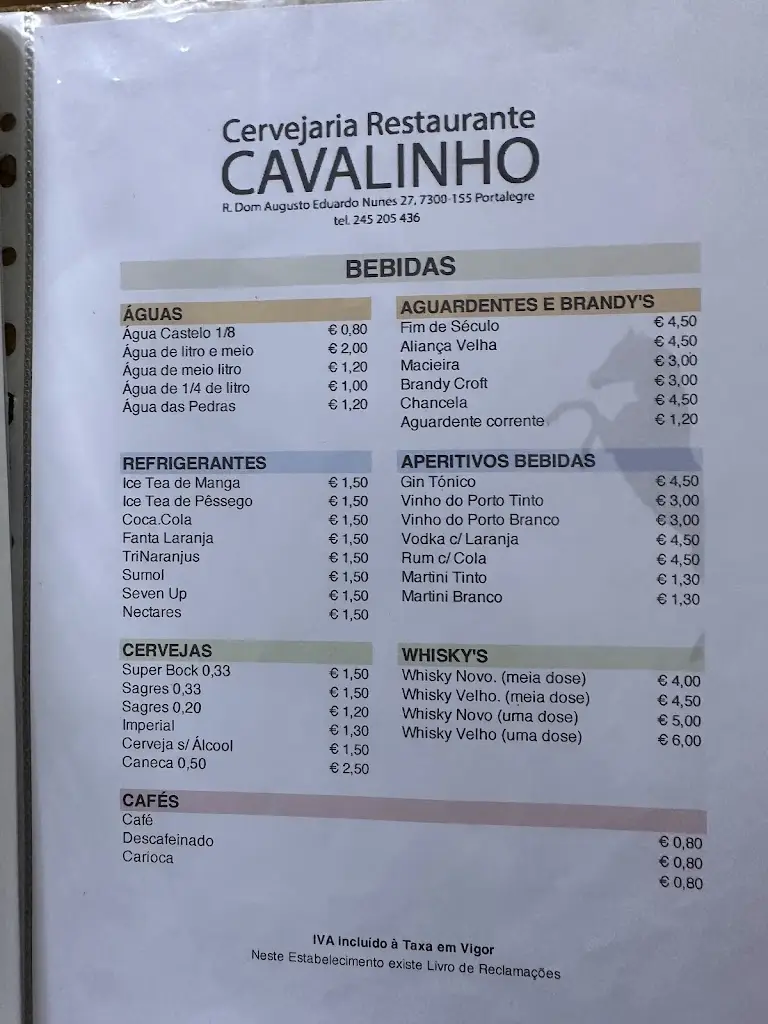 Cervejaria Restaurante
CAVALINHO
R. Dom Augusto Eduardo Nunes 27, 7300-155 Portalegre
tel. 245 205 436
BEBIDAS
ÁGUAS
Água Castelo 1/8 € 0,80
Água de litro e meio € 2,00
Água de meio litro € 1,20
Água de 1/4 de litro € 1,00
Água das Pedras € 1,20
REFRIGERANTES
Ice Tea de Manga € 1,50
Ice Tea de Pêssego € 1,50
Coca.Cola € 1,50
Fanta Laranja € 1,50
TriNaranjus € 1,50
Sumol € 1,50
Seven Up € 1,50
Nectares € 1,50
CERVEJAS
Super Bock 0,33 € 1,50
Sagres 0,33 € 1,50
Sagres 0,20 € 1,20
Imperial € 1,30
Cerveja s/ Álcool € 1,50
Caneca 0,50 € 2,50
AGUARDENTES E BRANDY'S
Fim de Século € 4,50
Aliança Velha € 4,50
Macieira € 3,00
Brandy Croft € 3,00
Chancela € 4,50
Aguardente corrente € 1,20
APERITIVOS BEBIDAS
Gin Tónico € 4,50
Vinho do Porto Tinto € 3,00
Vinho do Porto Branco € 3,00
Vodka c/ Laranja € 4,50
Rum c/ Cola € 4,50
Martini Tinto € 1,30
Martini Branco € 1,30
WHISKY'S
Whisky Novo. (meia dose) € 4,00
Whisky Velho. (meia dose) € 4,50
Whisky Novo (uma dose) € 5,00
Whisky Velho (uma dose) € 6,00
CAFÉS
Café € 0,80
Descafeinado € 0,80
Carioca € 0,80
IVA incluído à Taxa em Vigor
Neste Estabelecimento existe Livro de Reclamações